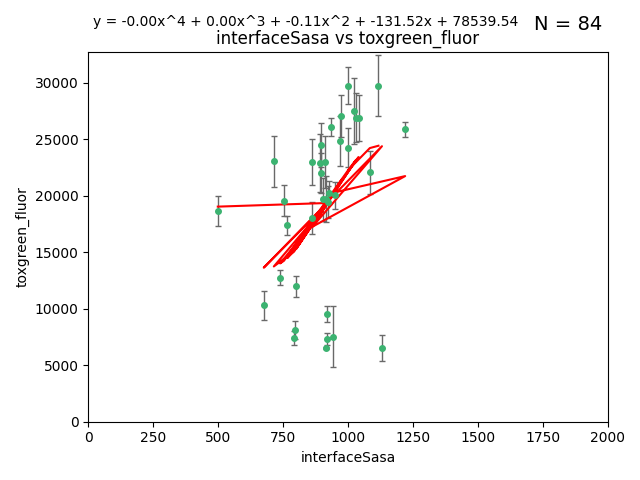 y = -0.00x^4 + 0.00x^3 + -0.11x^2 + -131.52x + 78539.54
N = 84
interfaceSasa vs toxgreen_fluor
30000
25000
20000
15000
10000
5000
0
toxgreen_fluor
0 250 500 750 1000 1250 1500 1750 2000
interfaceSasa